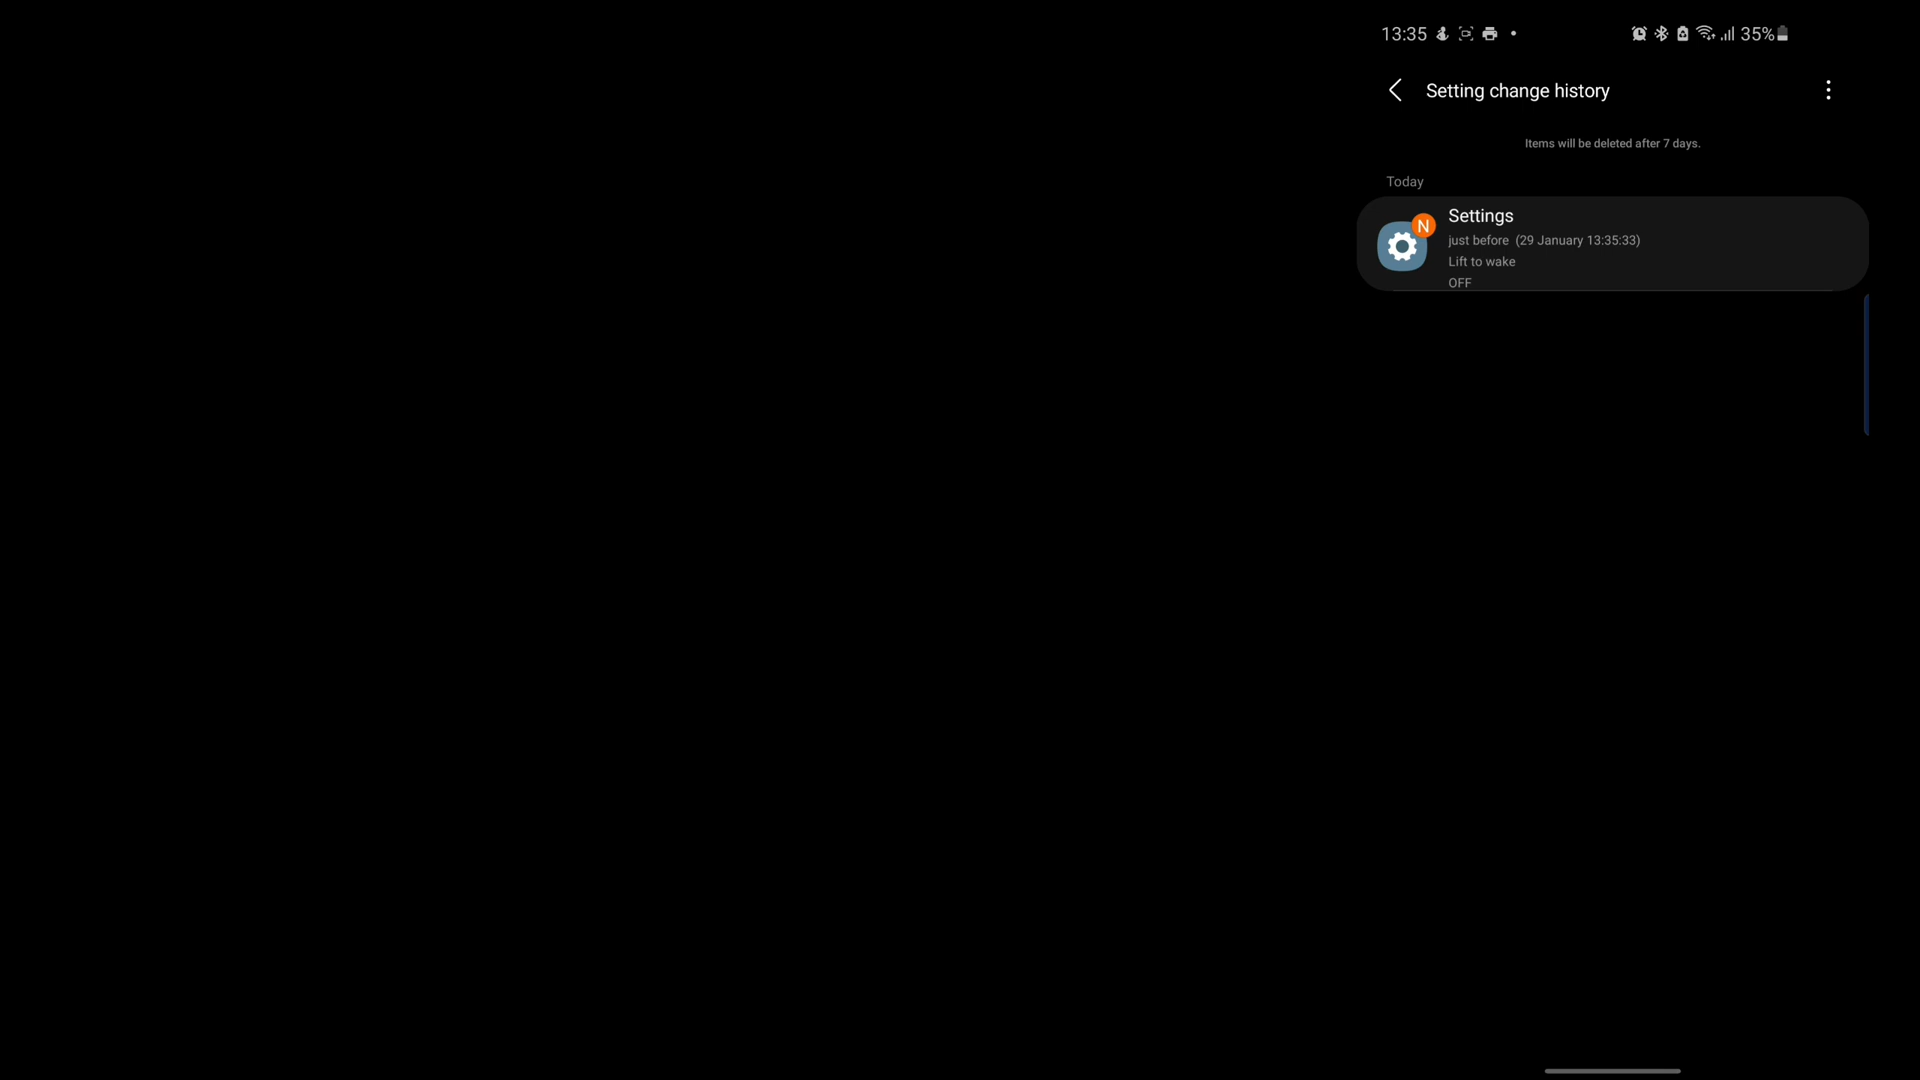 13:35 35%
Setting change history
Items will be deleted after 7 days.
Today
N
Settings
just before (29 January 13:35:33)
Lift to wake
OFF